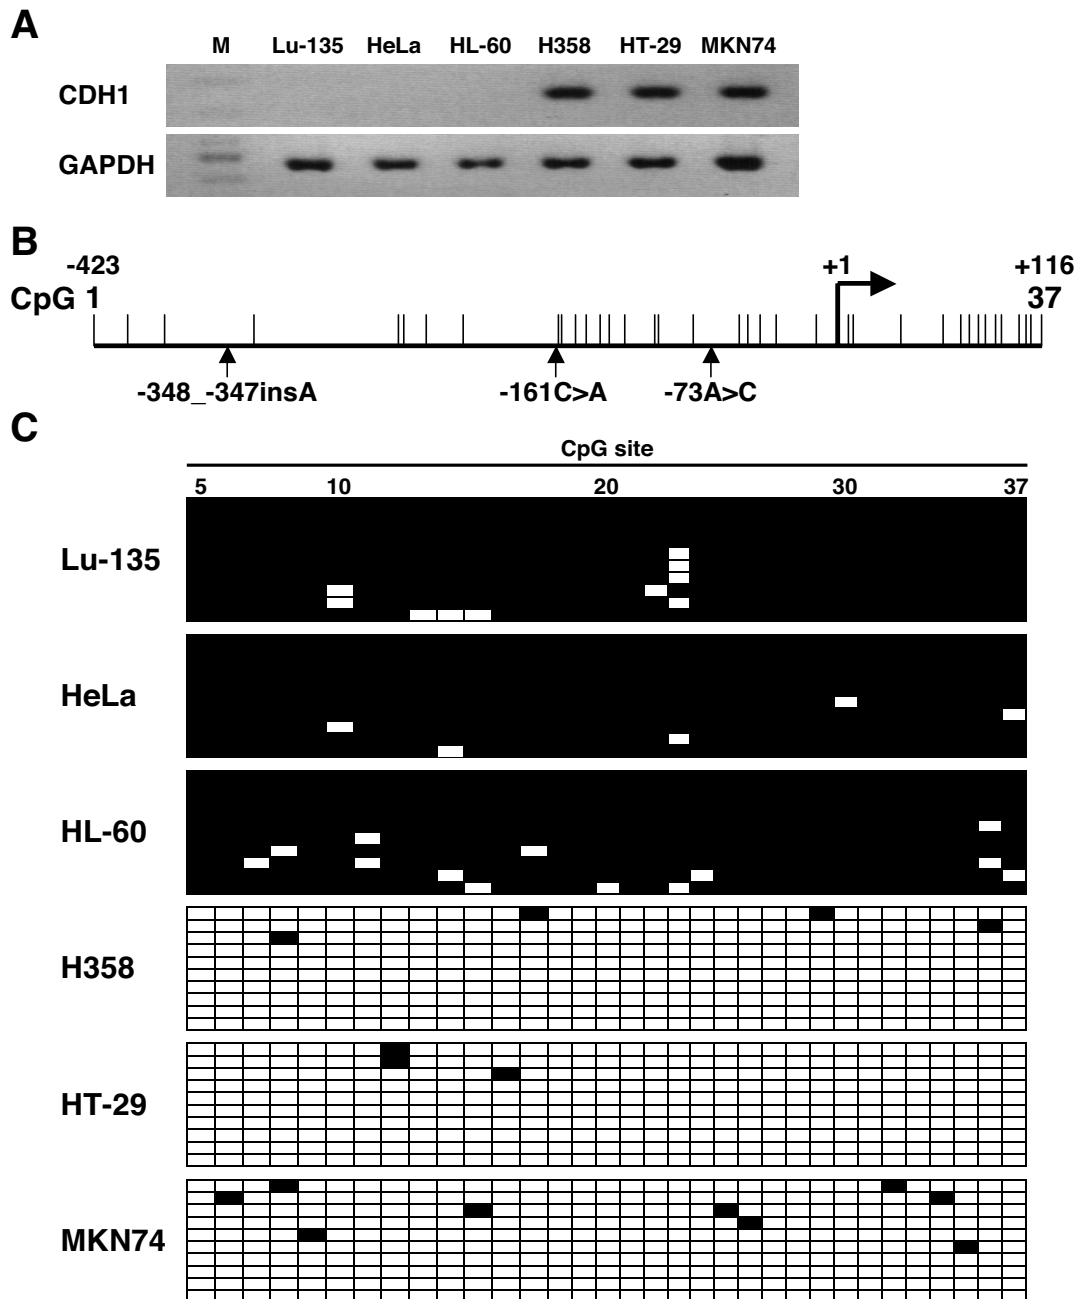 A
M Lu-135 HeLa HL-60 H358 HT-29 MKN74
CDH1
GAPDH
B
-423 +1 +116
CpG 1 37
-348_-347insA -161C>A -73A>C
C
CpG site
5 10 20 30 37
Lu-135
HeLa
HL-60
H358
HT-29
MKN74